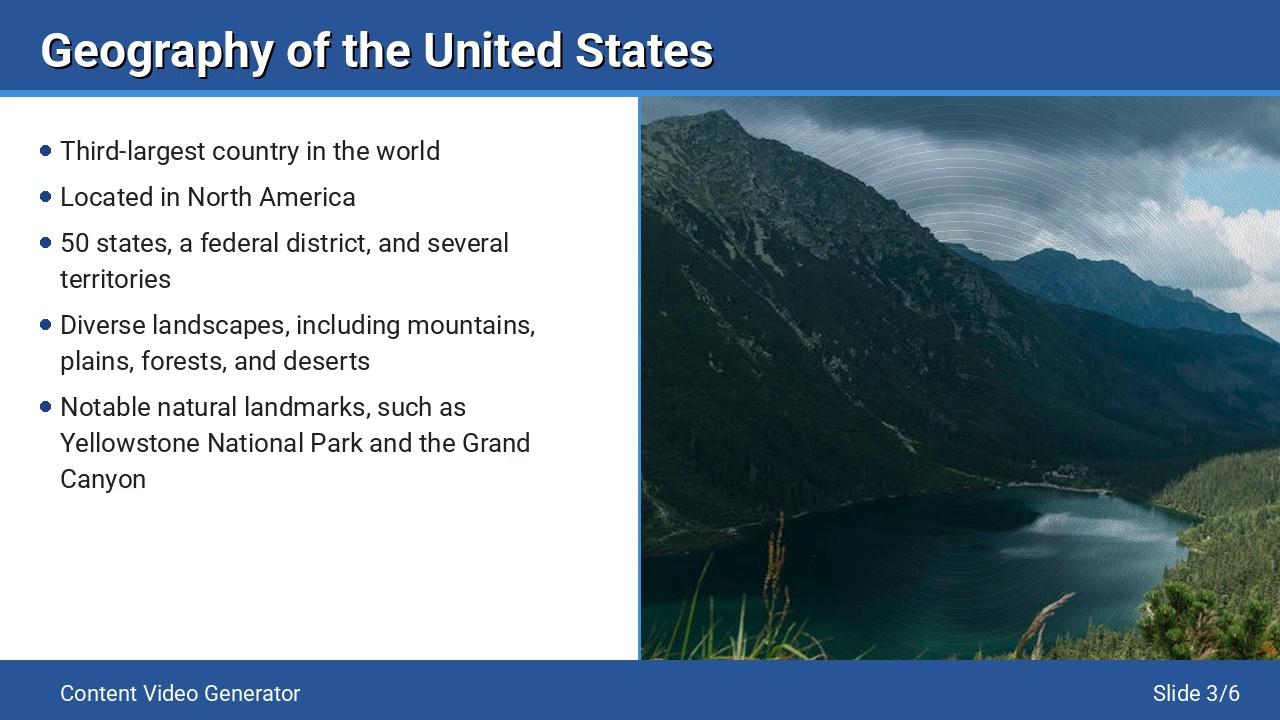 Geography of the United States
Third-largest country in the world
Located in North America
50 states, a federal district, and several
territories
Diverse landscapes, including mountains,
plains, forests, and deserts
Notable natural landmarks, such as
Yellowstone National Park and the Grand
Canyon
Content Video Generator
Slide 3/6